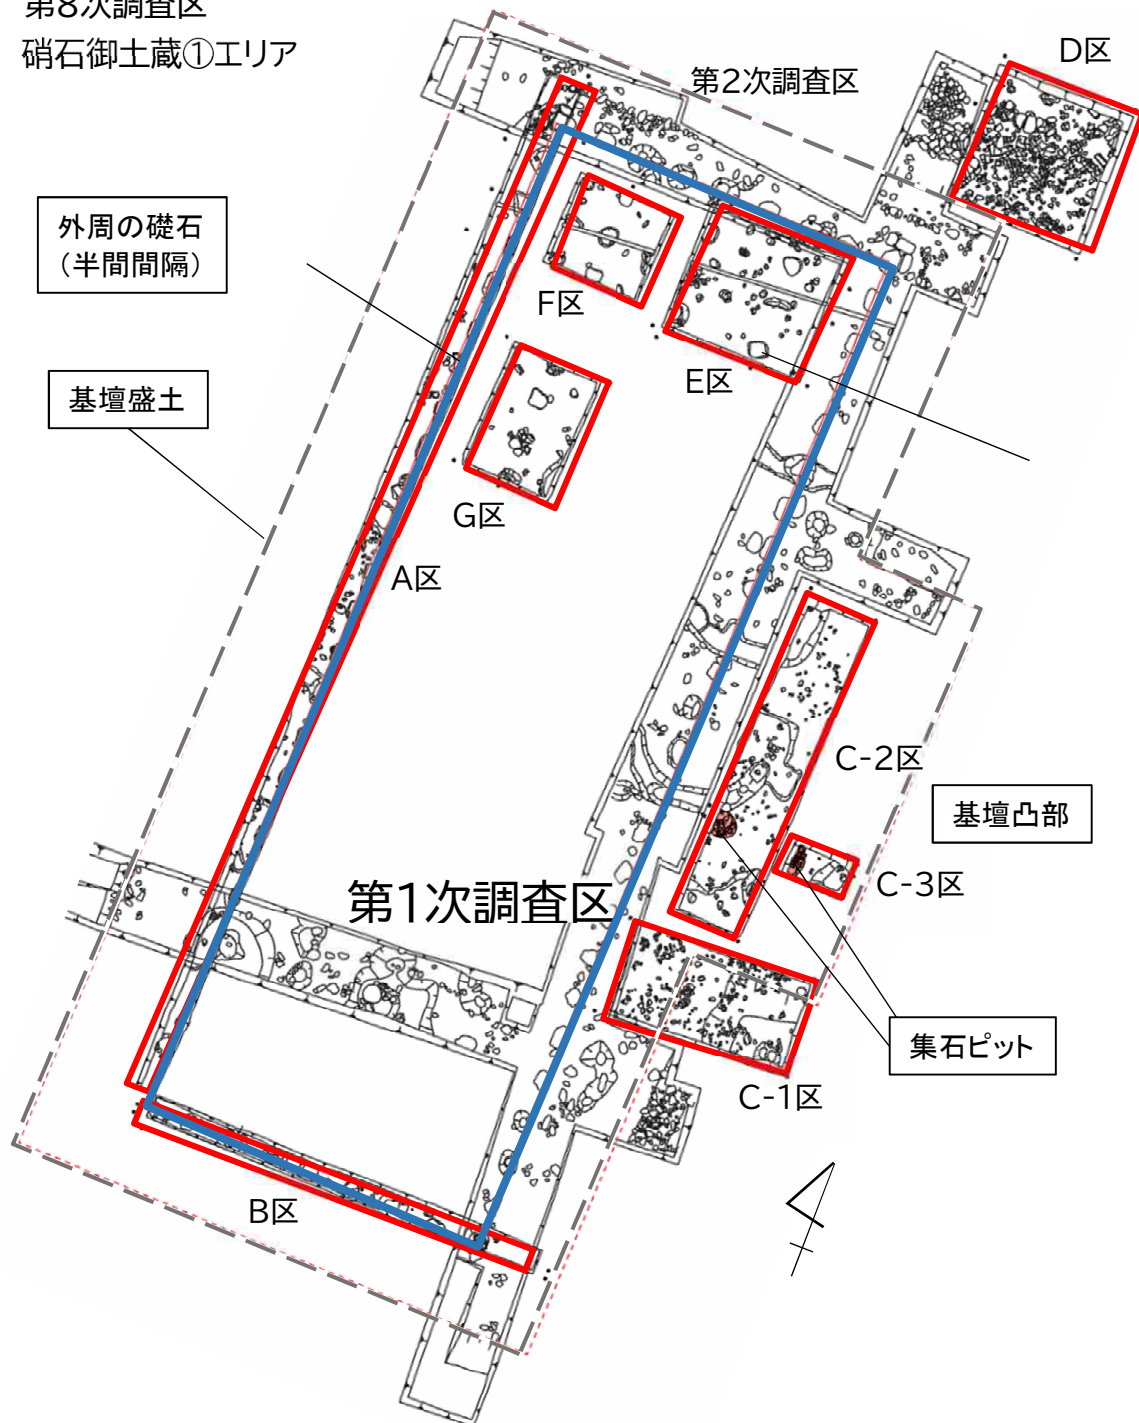 第8次調査区
硝石御土蔵①エリア
D区
第2次調査区
外周の礎石
（半間間隔）
F区
E区
基壇盛土
G区
A区
C-2区
基壇凸部
C-3区
第1次調査区
集石ピット
C-1区
B区